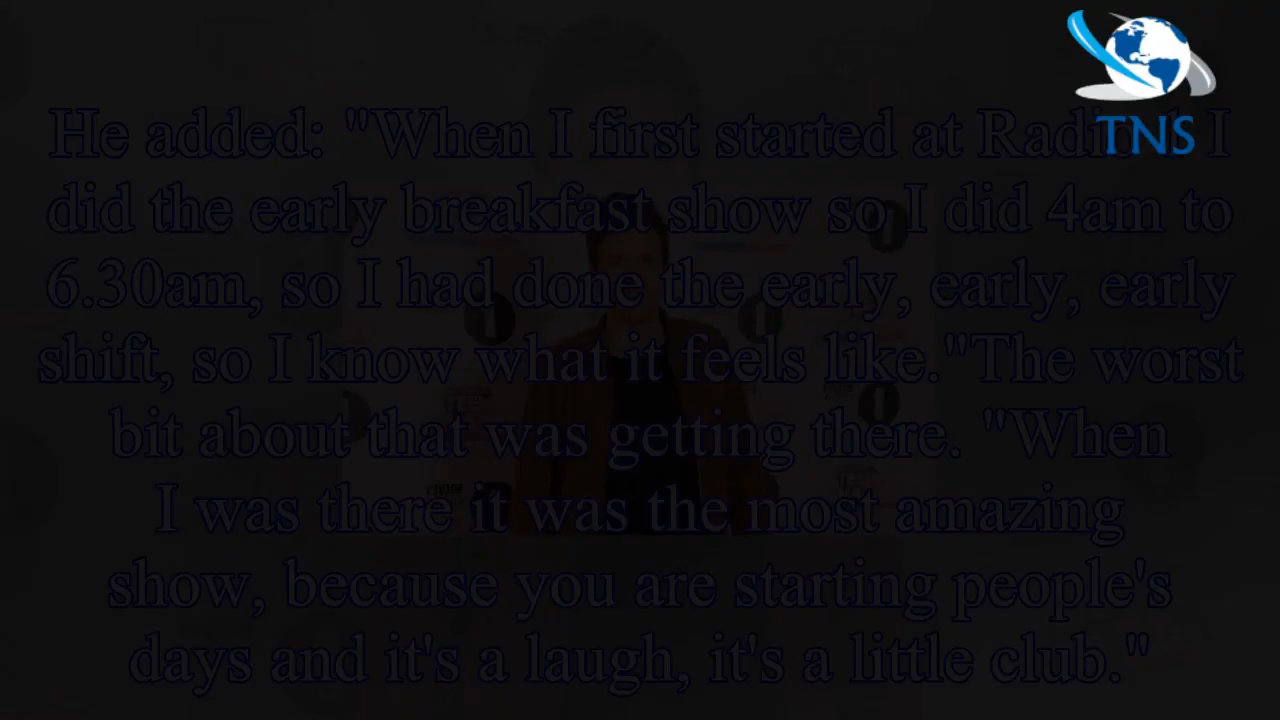 TNS
He added: "When I first started at Radio 1 I
did the early breakfast show so I did 4am to
6.30am, so I had done the early, early, early
shift, so I know what it feels like."The worst
bit about that was getting there. "When
I was there it was the most amazing
show, because you are starting people's
days and it's a laugh, it's a little club."